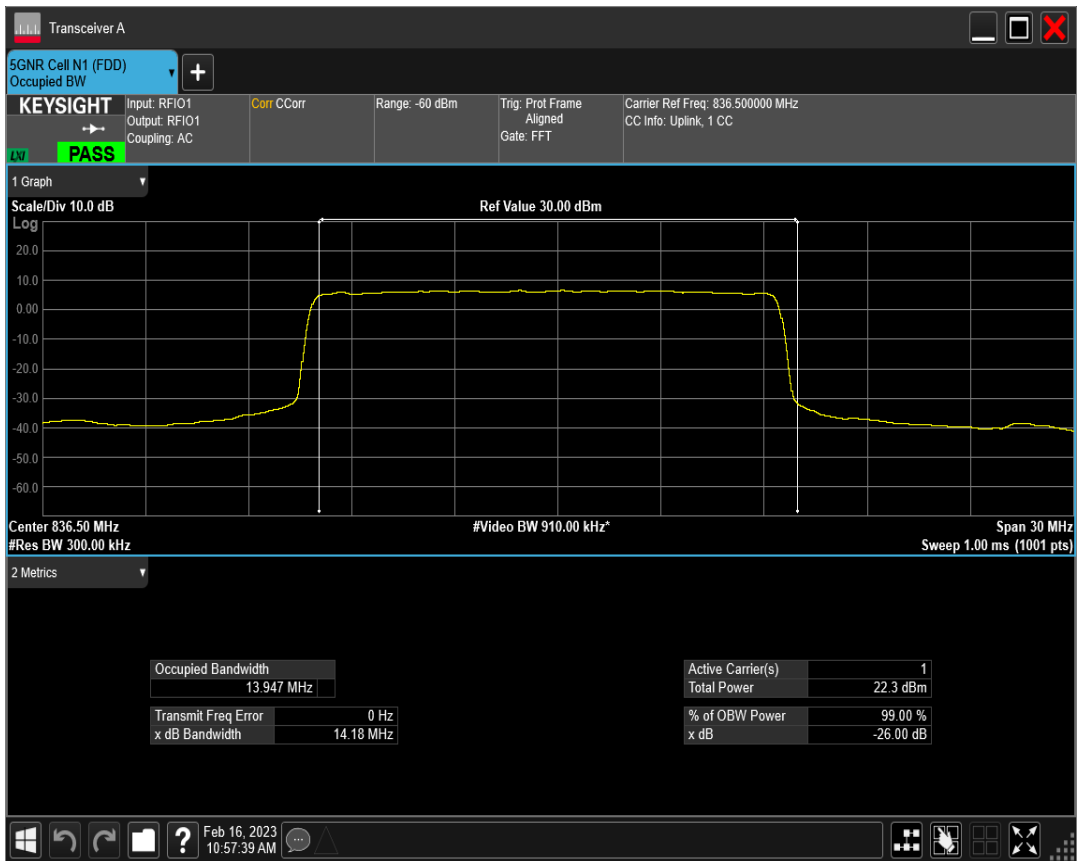 Transceiver A
5GNR Cell N1 (FDD)
Occupied BW
+
KEYSIGHT
LXI
PASS
Input: RFIO1
Output: RFIO1
Coupling: AC
Corr CCorr
Range: -60 dBm
Trig: Prot Frame
Aligned
Gate: FFT
Carrier Ref Freq: 836.500000 MHz
CC Info: Uplink, 1 CC
1 Graph
Scale/Div 10.0 dB
Ref Value 30.00 dBm
Log
20.0
10.0
0.00
-10.0
-20.0
-30.0
-40.0
-50.0
-60.0
Center 836.50 MHz
#Video BW 910.00 kHz*
Span 30 MHz
#Res BW 300.00 kHz
Sweep 1.00 ms (1001 pts)
2 Metrics
Occupied Bandwidth
13.947 MHz
Transmit Freq Error 0 Hz
x dB Bandwidth 14.18 MHz
Active Carrier(s) 1
Total Power 22.3 dBm
% of OBW Power 99.00 %
x dB -26.00 dB
?
Feb 16, 2023
10:57:39 AM